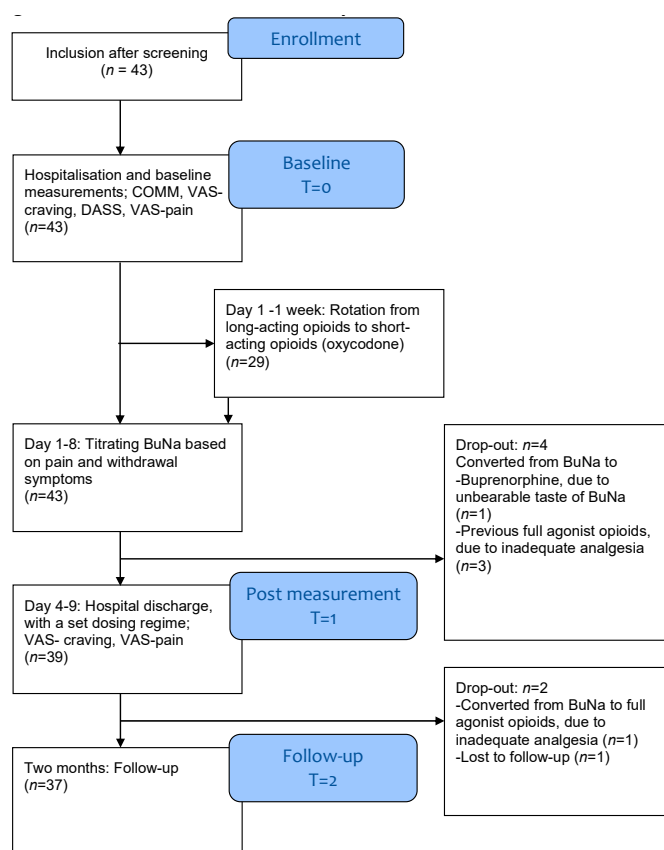 Enrollment
Inclusion after screening
(n = 43)
Baseline
T=0
Hospitalisation and baseline
measurements; COMM, VAS-
craving, DASS, VAS-pain
(n=43)
Day 1 -1 week: Rotation from
long-acting opioids to short-
acting opioids (oxycodone)
(n=29)
Day 1-8: Titrating BuNa based
on pain and withdrawal
symptoms
(n=43)
Drop-out: n=4
Converted from BuNa to
-Buprenorphine, due to
unbearable taste of BuNa
(n=1)
-Previous full agonist opioids,
due to inadequate analgesia
(n=3)
Post measurement
T=1
Day 4-9: Hospital discharge,
with a set dosing regime;
VAS- craving, VAS-pain
(n=39)
Drop-out: n=2
-Converted from BuNa to full
agonist opioids, due to
inadequate analgesia (n=1)
-Lost to follow-up (n=1)
Follow-up
T=2
Two months: Follow-up
(n=37)